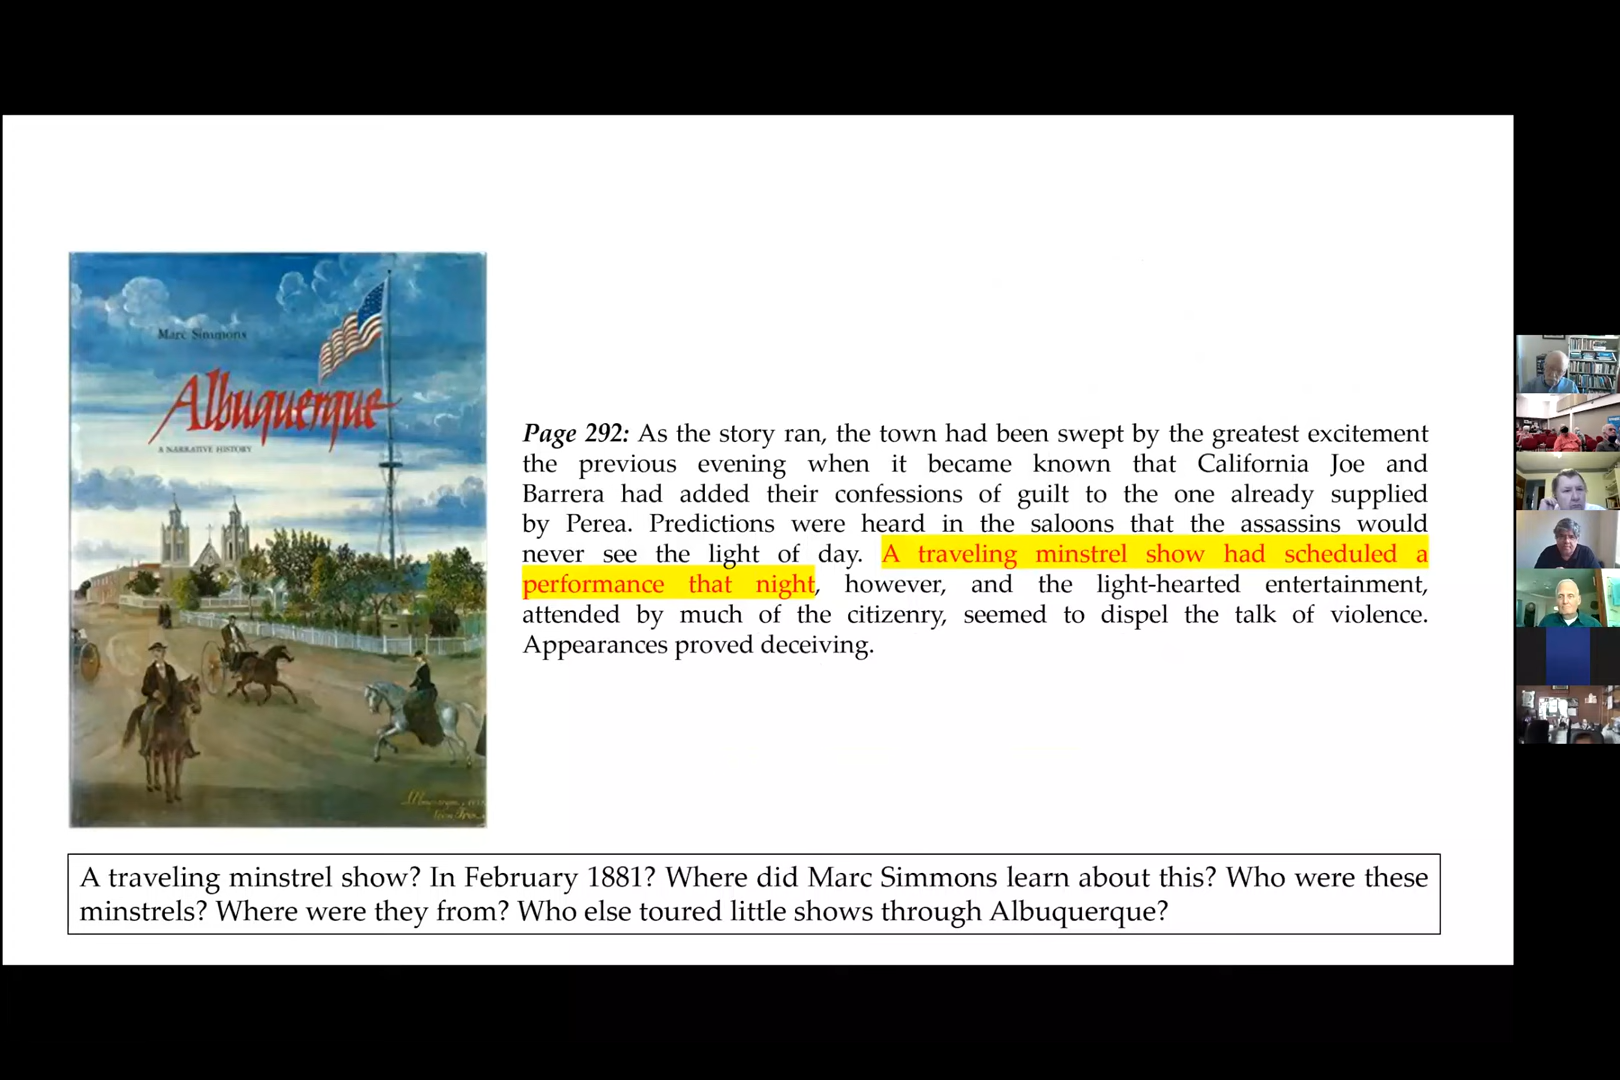 Marc Simmons
Albuquerque
A NARRATIVE HISTORY
Page 292: As the story ran, the town had been swept by the greatest excitement
the previous evening when it became known that California Joe and
Barrera had added their confessions of guilt to the one already supplied
by Perea. Predictions were heard in the saloons that the assassins would
never see the light of day. A traveling minstrel show had scheduled a
performance that night, however, and the light-hearted entertainment,
attended by much of the citizenry, seemed to dispel the talk of violence.
Appearances proved deceiving.
A traveling minstrel show? In February 1881? Where did Marc Simmons learn about this? Who were these
minstrels? Where were they from? Who else toured little shows through Albuquerque?